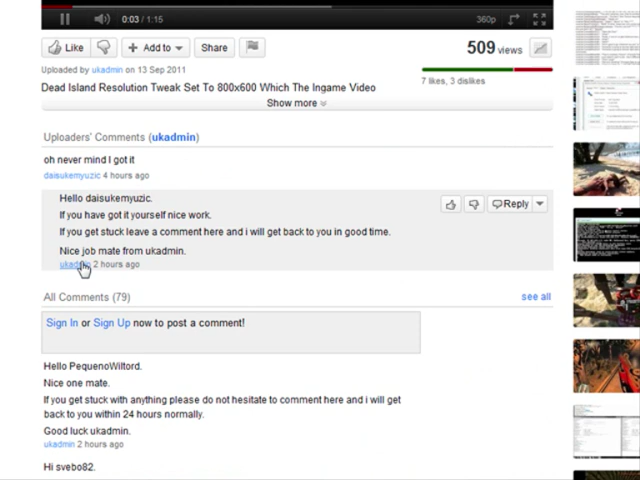 0:03 / 1:15
360p
Like
Add to
Share
509 views
Uploaded by ukadmin on 13 Sep 2011
7 likes, 3 dislikes
Dead Island Resolution Tweak Set To 800x600 Which The Ingame Video
Show more
Uploaders' Comments (ukadmin)
oh never mind I got it
daisukemyuzic 4 hours ago
Hello daisukemyuzic.
Reply
If you have got it yourself nice work.
If you get stuck leave a comment here and i will get back to you in good time.
Nice job mate from ukadmin.
ukadmin 2 hours ago
All Comments (79)
see all
Sign In or Sign Up now to post a comment!
Hello PequenoWiltord.
Nice one mate.
If you get stuck with anything please do not hesitate to comment here and i will get
back to you within 24 hours normally.
Good luck ukadmin.
ukadmin 2 hours ago
Hi svebo82.